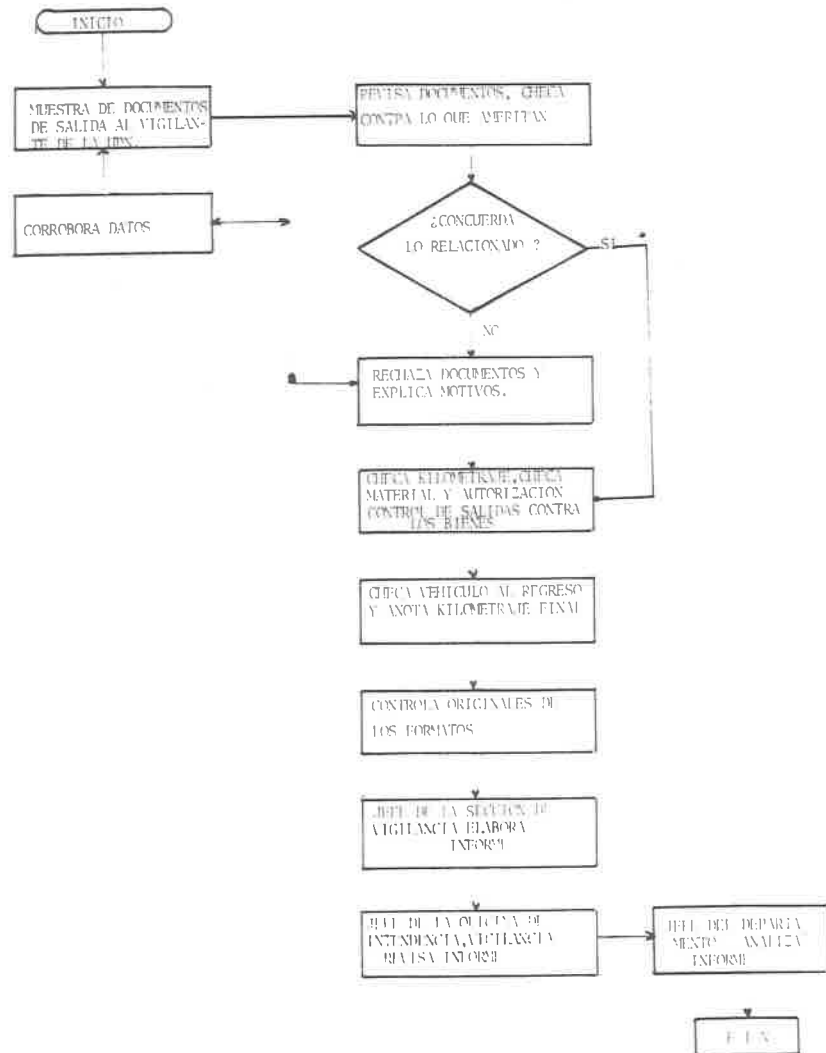 INICIO
MUESTRA DE DOCUMENTOS
DE SALIDA AL VIGILAN-
TE DE LA
REVISA DOCUMENTOS, CHECA
CONTRA LO QUE AMERITAN
CORROBORA DATOS
¿CONCUERDA
LO RELACIONADO ?
SI
NO
RECHAZA DOCUMENTOS Y
EXPLICA MOTIVOS.
CHECA KILOMETRAJE, CHECA
MATERIAL Y AUTORIZACION
CONTROL DE SALIDAS CONTRA
LOS BIENES
CHECA VEHICULO AL REGRESO
Y ANOTA KILOMETRAJE FINAL
CONTROLA ORIGINALES DE
LOS FORMATOS
JEFE DE LA SECCION DE
VIGILANCIA ELABORA
INFORME
JEFE DE LA OFICINA DE
INTENDENCIA, VIGILANCIA
REVISA INFORME
JEFE DEL DEPARTA
MENTO ANALIZA
INFORME
F I N